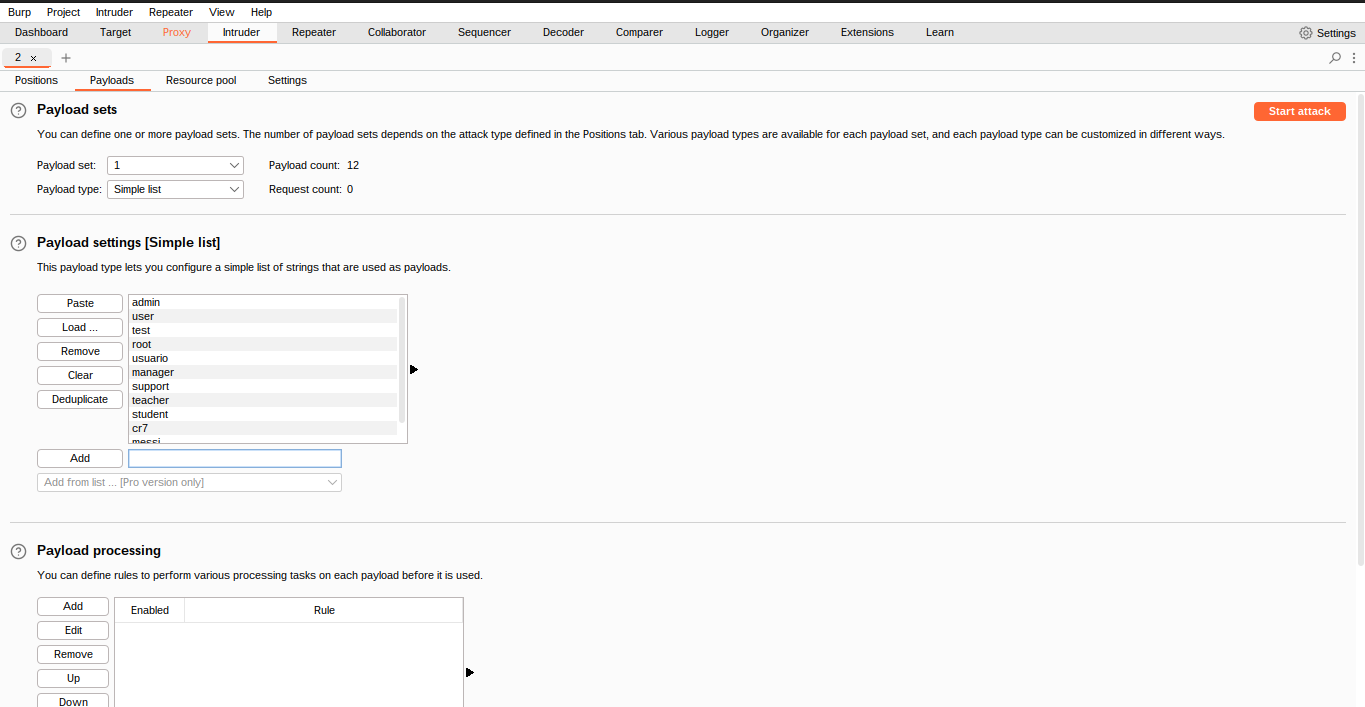 Burp Project Intruder Repeater View Help
Dashboard Target Proxy Intruder Repeater Collaborator Sequencer Decoder Comparer Logger Organizer Extensions Learn Settings
2 × +
Positions Payloads Resource pool Settings
? Payload sets Start attack
You can define one or more payload sets. The number of payload sets depends on the attack type defined in the Positions tab. Various payload types are available for each payload set, and each payload type can be customized in different ways.
Payload set: 1 Payload count: 12
Payload type: Simple list Request count: 0
? Payload settings [Simple list]
This payload type lets you configure a simple list of strings that are used as payloads.
Paste
Load ...
Remove
Clear
Deduplicate
admin
user
test
root
usuario
manager
support
teacher
student
cr7
messi
Add
Add from list ... [Pro version only]
? Payload processing
You can define rules to perform various processing tasks on each payload before it is used.
Add
Edit
Remove
Up
Down
Enabled Rule